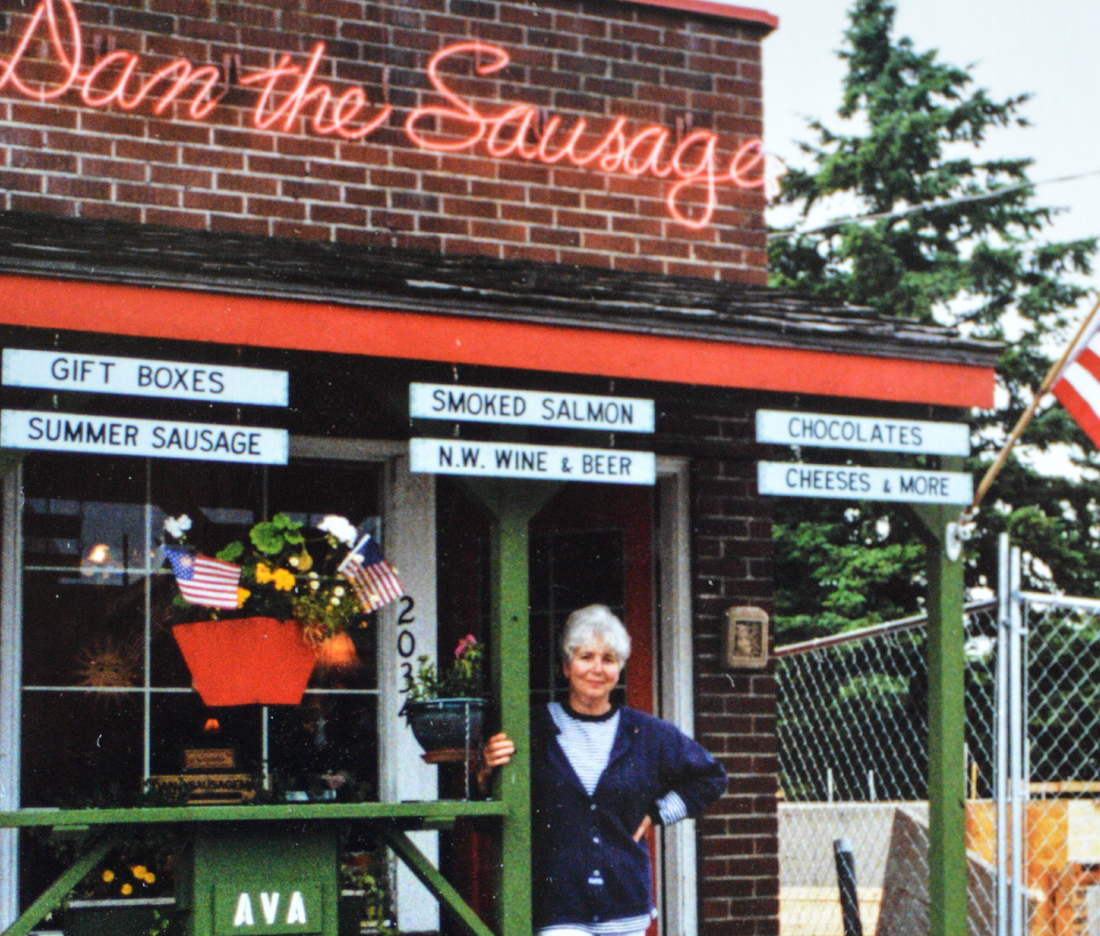 Dan the Sausage
GIFT BOXES
SUMMER SAUSAGE
SMOKED SALMON
N.W. WINE & BEER
CHOCOLATES
CHEESES & MORE
203
AVA